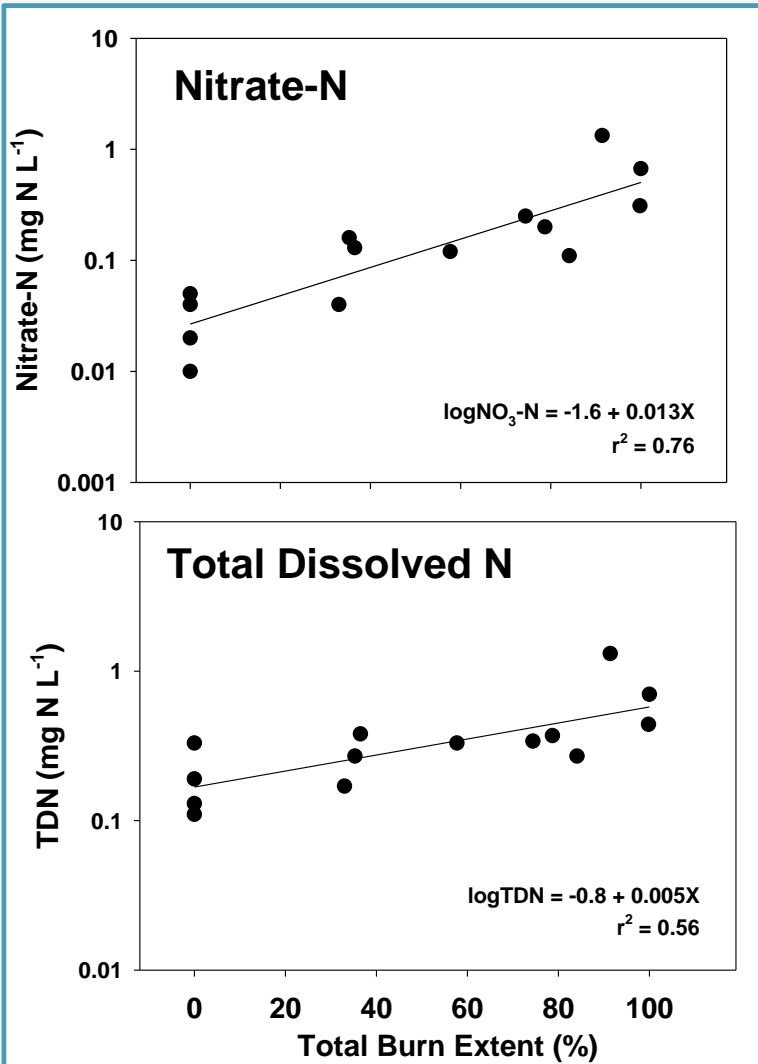 Nitrate-N
10
1
0.1
0.01
0.001
Nitrate-N (mg N L⁻¹)
logNO₃-N = -1.6 + 0.013X
r² = 0.76
Total Dissolved N
10
1
0.1
0.01
TDN (mg N L⁻¹)
logTDN = -0.8 + 0.005X
r² = 0.56
0 20 40 60 80 100
Total Burn Extent (%)